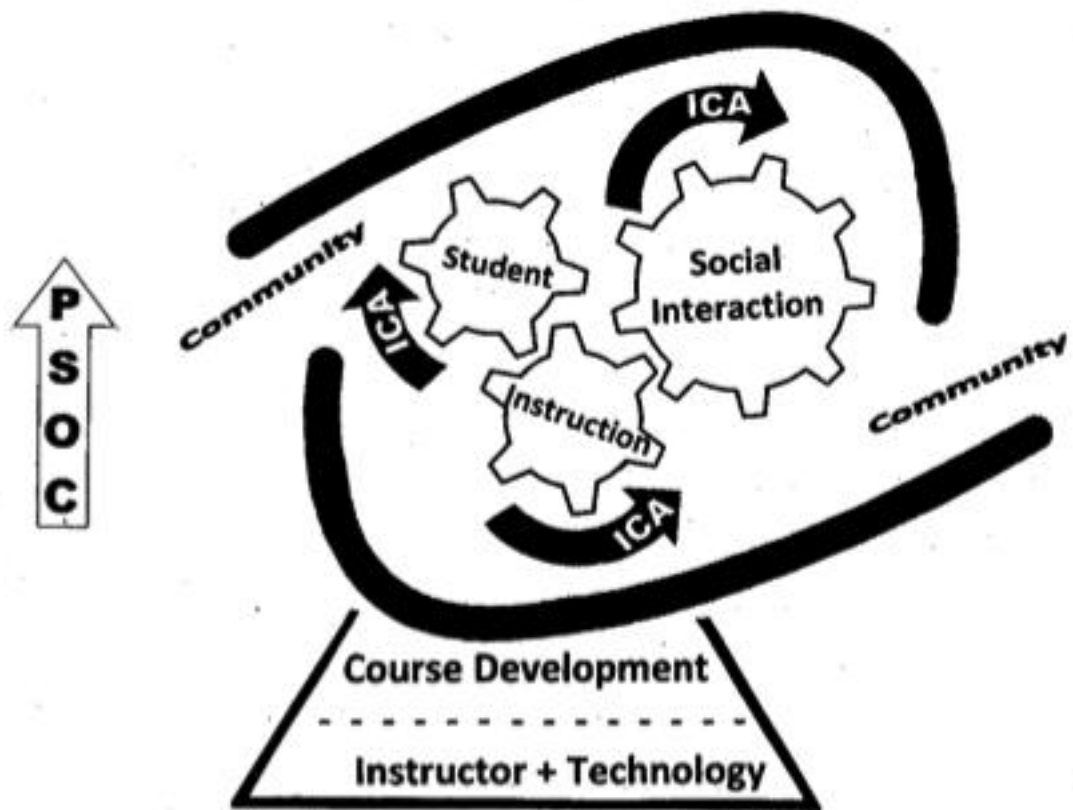 ICA
Student
Social
Interaction
Community
ICA
P
S
O
C
Instruction
Community
ICA
Course Development
Instructor + Technology